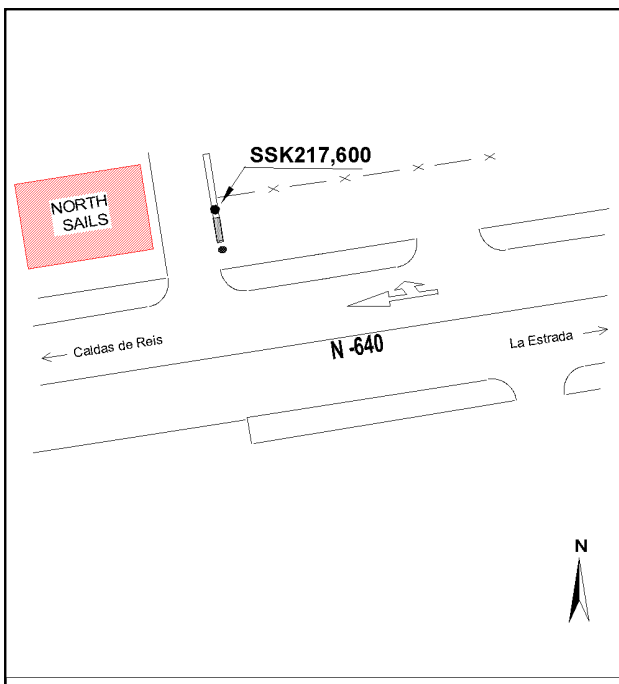 SSK217,600
NORTH
SAILS
Caldas de Reis
N -640
La Estrada
N